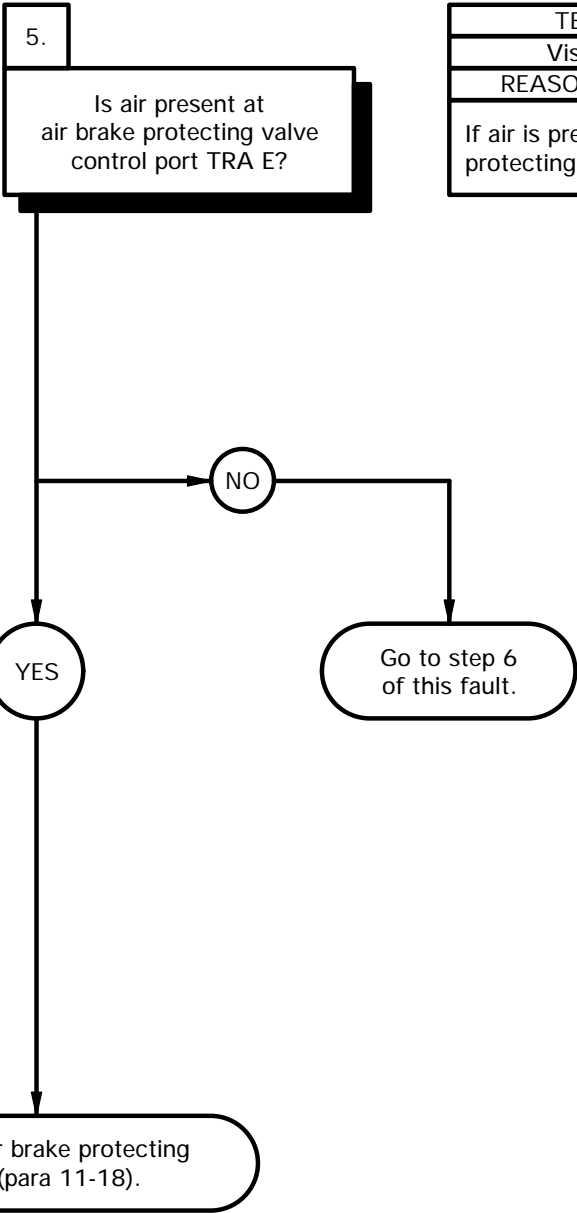 5.
Is air present at
air brake protecting valve
control port TRA E?
TE
Vis
REASO
If air is pre
protecting
NO
YES
Go to step 6
of this fault.
brake protecting
(para 11-18).